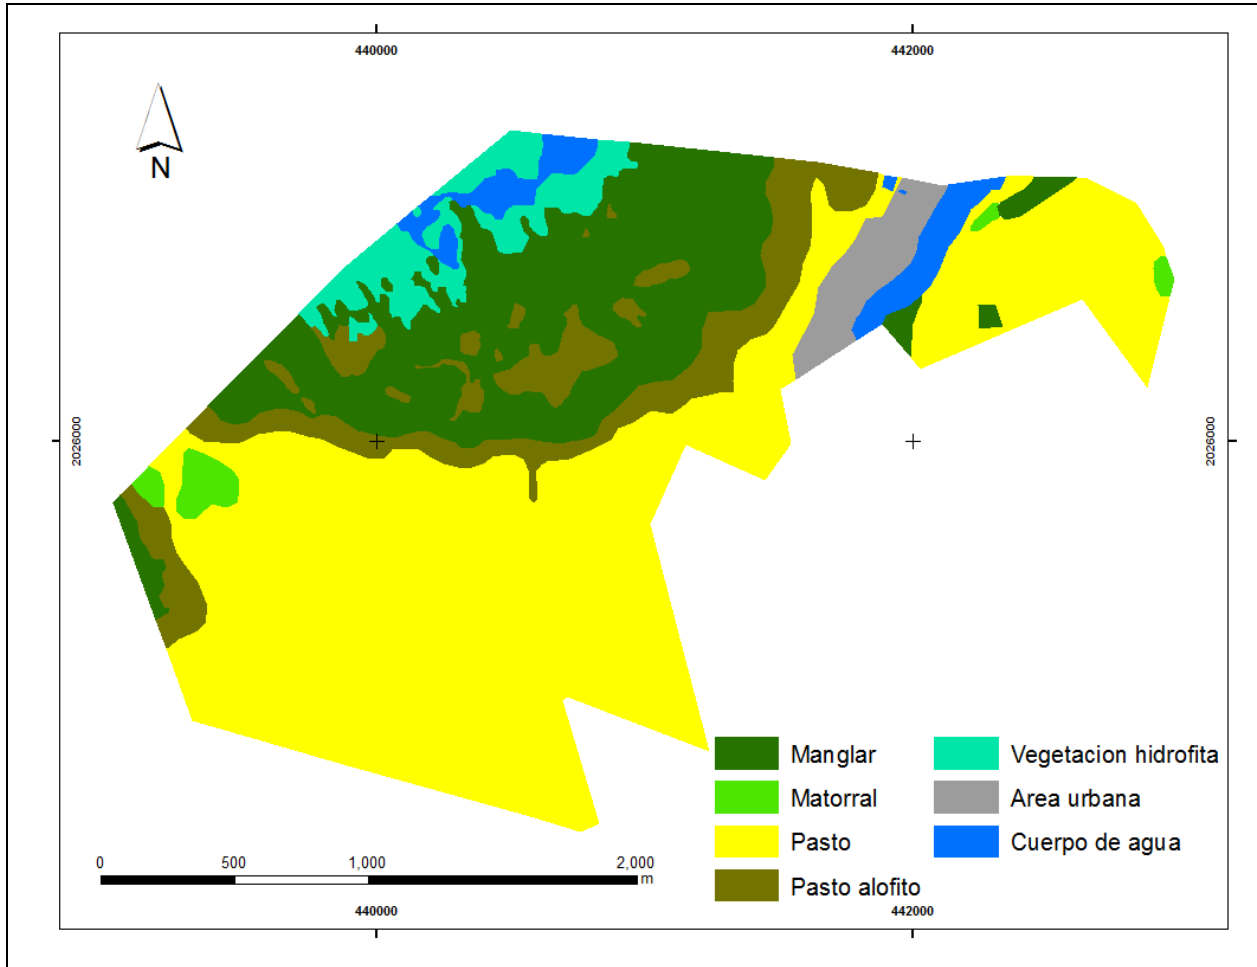 440000
442000
N
2026000
2026000
Manglar
Vegetacion hidrofita
Matorral
Area urbana
Pasto
Cuerpo de agua
Pasto alofito
0
500
1,000
2,000
m
440000
442000